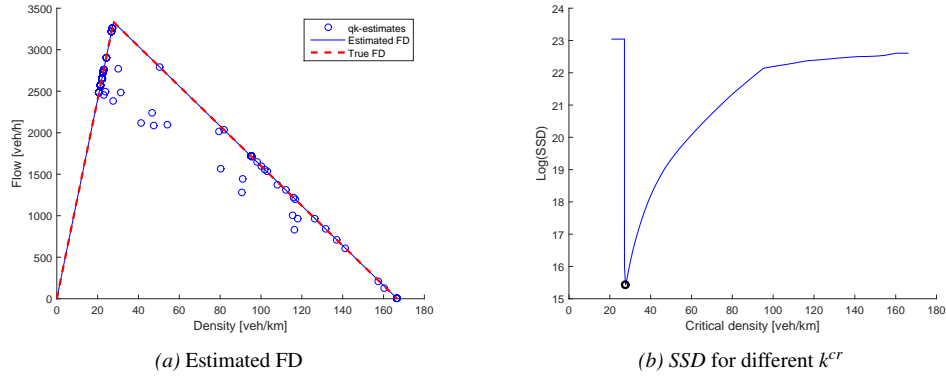 3500
3000
2500
2000
1500
1000
500
0
Flow [veh/h]
qk-estimates
Estimated FD
True FD
0 20 40 60 80 100 120 140 160 180
Density [veh/km]
(a) Estimated FD
24
23
22
21
20
19
18
17
16
15
Log(SSD)
0 20 40 60 80 100 120 140 160 180
Critical density [veh/km]
(b) SSD for different k^cr